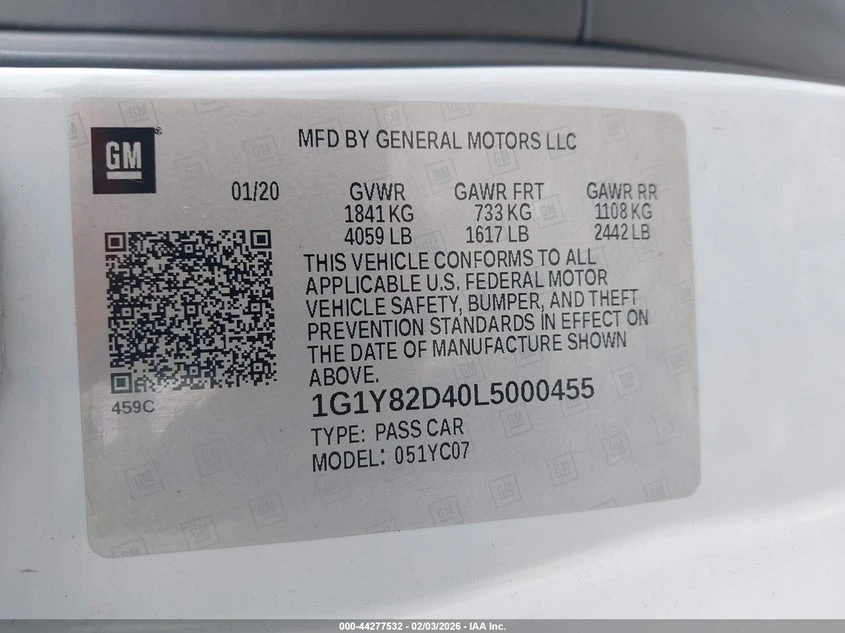 GM
MFD BY GENERAL MOTORS LLC
01/20 GVWR GAWR FRT GAWR RR
1841 KG 733 KG 1108 KG
4059 LB 1617 LB 2442 LB
THIS VEHICLE CONFORMS TO ALL
APPLICABLE U.S. FEDERAL MOTOR
VEHICLE SAFETY, BUMPER, AND THEFT
PREVENTION STANDARDS IN EFFECT ON
THE DATE OF MANUFACTURE SHOWN
ABOVE.
459C
1G1Y82D40L5000455
TYPE: PASS CAR
MODEL: 051YC07
000-44277532 - 02/03/2026 - IAA Inc.